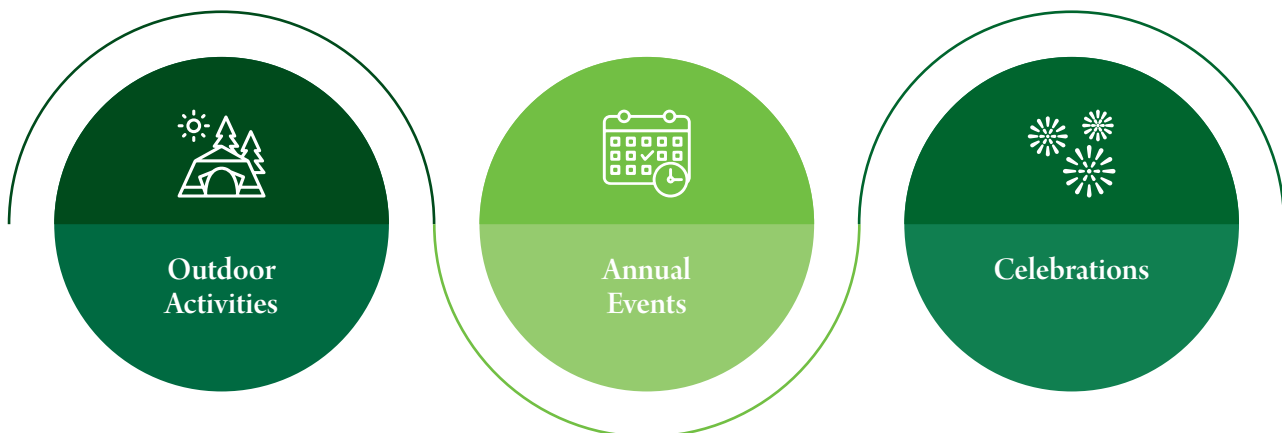 Outdoor
Activities
Annual
Events
Celebrations